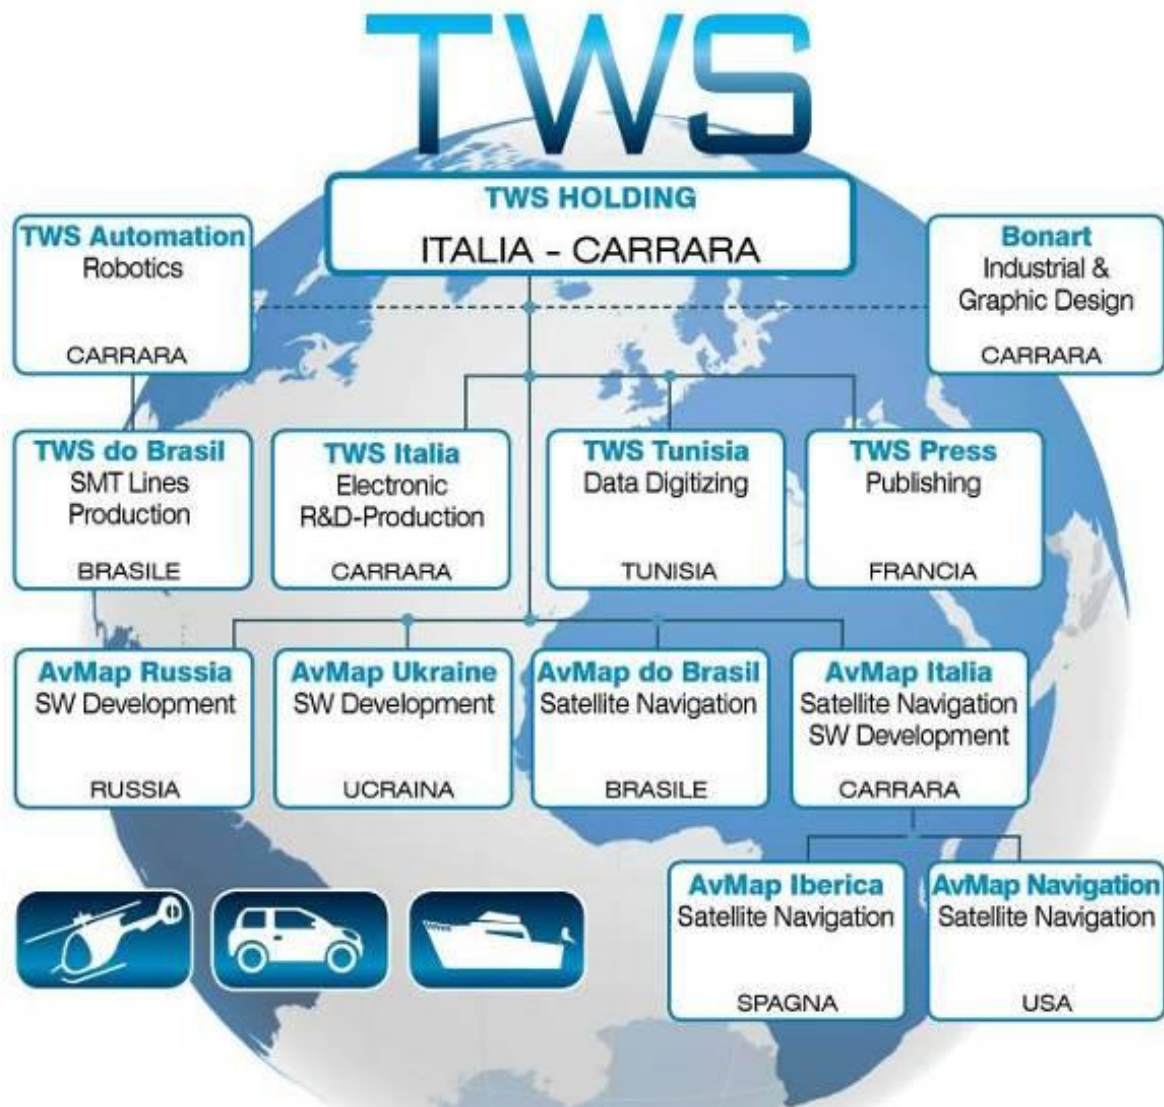 TWS
TWS HOLDING
ITALIA - CARRARA
TWS Automation
Robotics
CARRARA
Bonart
Industrial &
Graphic Design
CARRARA
TWS do Brasil
SMT Lines
Production
BRASILE
TWS Italia
Electronic
R&D-Production
CARRARA
TWS Tunisia
Data Digitizing
TUNISIA
TWS Press
Publishing
FRANCIA
AvMap Russia
SW Development
RUSSIA
AvMap Ukraine
SW Development
UCRAINA
AvMap do Brasil
Satellite Navigation
BRASILE
AvMap Italia
Satellite Navigation
SW Development
CARRARA
AvMap Iberica
Satellite Navigation
SPAGNA
AvMap Navigation
Satellite Navigation
USA